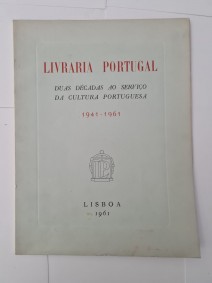 LIVRARIA PORTUGAL
DUAS DÉCADAS AO SERVIÇO
DA CULTURA PORTUGUESA
1941-1961
LISBOA
1961